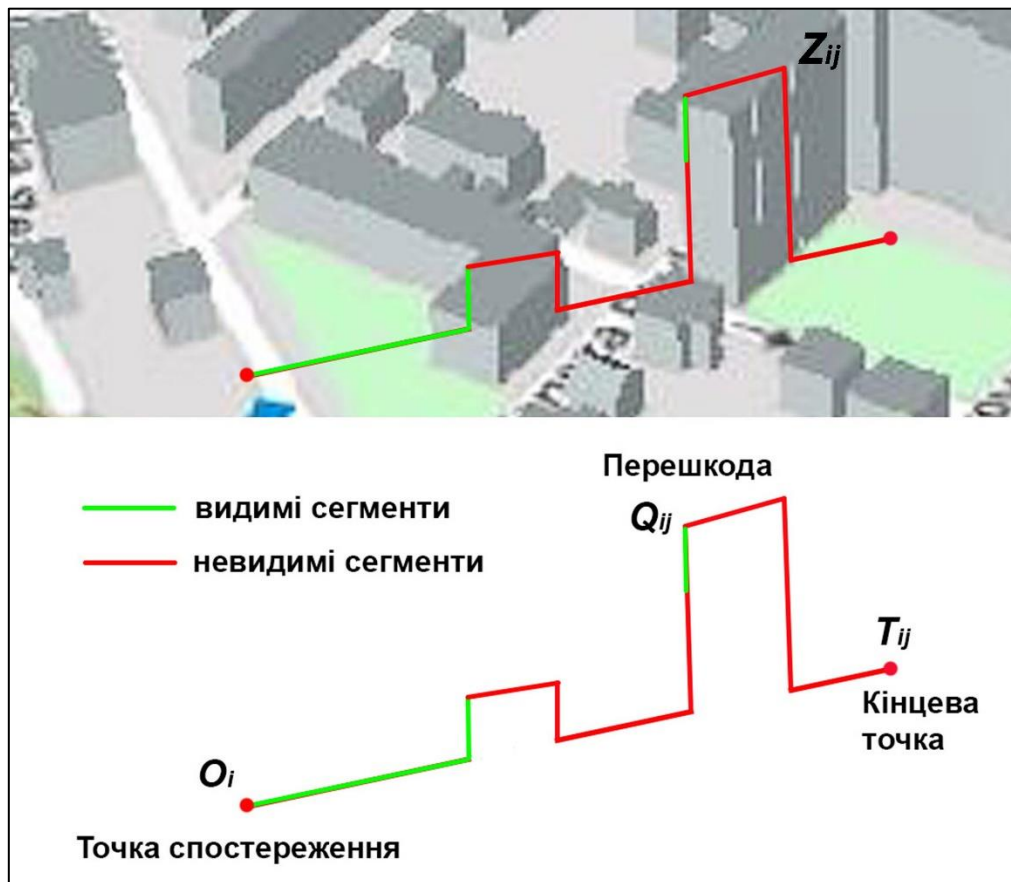 Zij
Перешкода
видимі сегменти
Qij
невидимі сегменти
Tij
Кінцева
точка
Oi
Точка спостереження